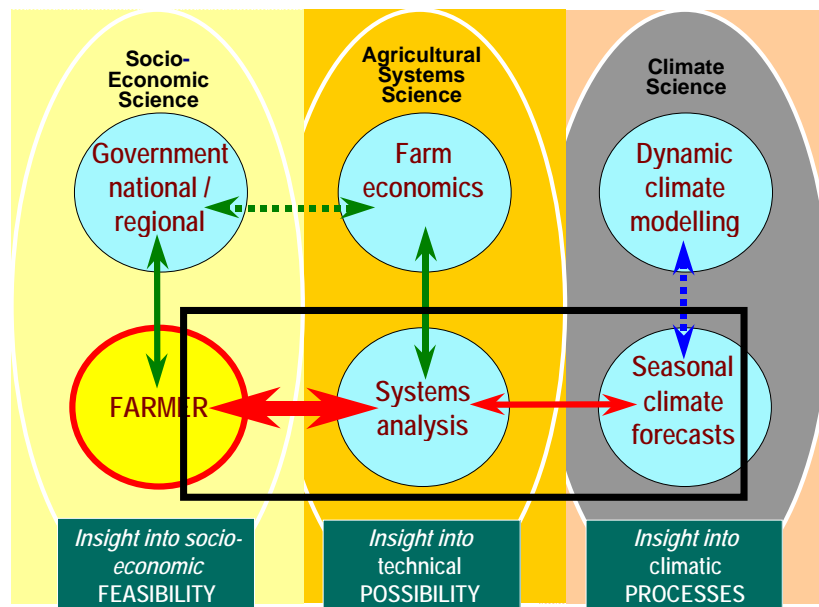 Socio-
Economic
Science
Agricultural
Systems
Science
Climate
Science
Government
national /
regional
Farm
economics
Dynamic
climate
modelling
FARMER
Systems
analysis
Seasonal
climate
forecasts
Insight into socio-
economic
FEASIBILITY
Insight into
technical
POSSIBILITY
Insight into
climatic
PROCESSES